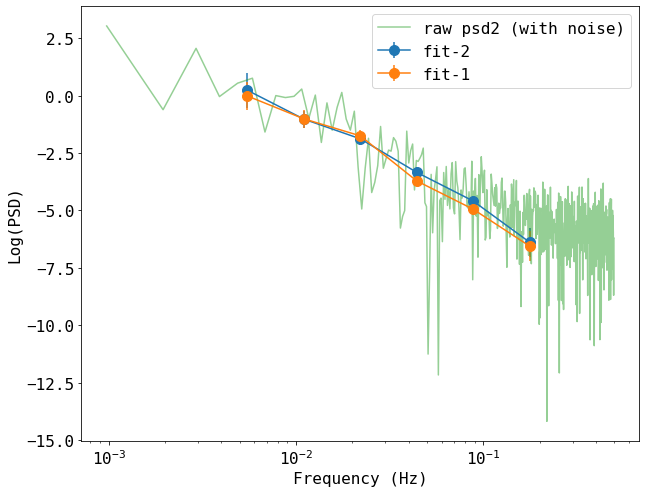 raw psd2 (with noise)
fit-2
fit-1
2.5
0.0
−2.5
−5.0
−7.5
−10.0
−12.5
−15.0
Log(PSD)
10⁻³
10⁻²
10⁻¹
Frequency (Hz)